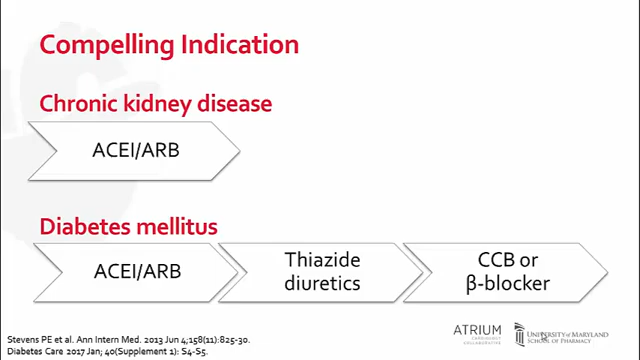 Compelling Indication
Chronic kidney disease
ACEI/ARB
Diabetes mellitus
ACEI/ARB
Thiazide
diuretics
CCB or
β-blocker
Stevens PE et al. Ann Intern Med. 2013 Jun 4;158(11):825-30.
Diabetes Care 2017 Jan; 40(Supplement 1): S4-S5.
ATRIUM
CARDIOLOGY
COLLABORATIVE
UNIVERSITY OF MARYLAND
SCHOOL OF PHARMACY